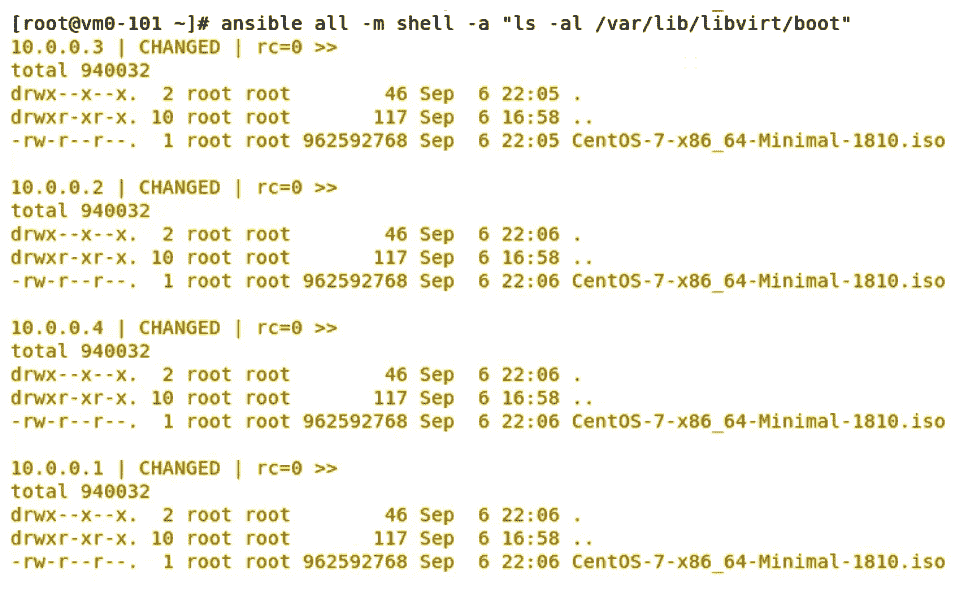 [root@vm0-101 ~]# ansible all -m shell -a "ls -al /var/lib/libvirt/boot"
10.0.0.3 | CHANGED | rc=0 >>
total 940032
drwx--x--x.  2 root root        46 Sep  6 22:05 .
drwxr-xr-x. 10 root root       117 Sep  6 16:58 ..
-rw-r--r--.  1 root root 962592768 Sep  6 22:05 CentOS-7-x86_64-Minimal-1810.iso

10.0.0.2 | CHANGED | rc=0 >>
total 940032
drwx--x--x.  2 root root        46 Sep  6 22:06 .
drwxr-xr-x. 10 root root       117 Sep  6 16:58 ..
-rw-r--r--.  1 root root 962592768 Sep  6 22:06 CentOS-7-x86_64-Minimal-1810.iso

10.0.0.4 | CHANGED | rc=0 >>
total 940032
drwx--x--x.  2 root root        46 Sep  6 22:06 .
drwxr-xr-x. 10 root root       117 Sep  6 16:58 ..
-rw-r--r--.  1 root root 962592768 Sep  6 22:06 CentOS-7-x86_64-Minimal-1810.iso

10.0.0.1 | CHANGED | rc=0 >>
total 940032
drwx--x--x.  2 root root        46 Sep  6 22:06 .
drwxr-xr-x. 10 root root       117 Sep  6 16:58 ..
-rw-r--r--.  1 root root 962592768 Sep  6 22:06 CentOS-7-x86_64-Minimal-1810.iso